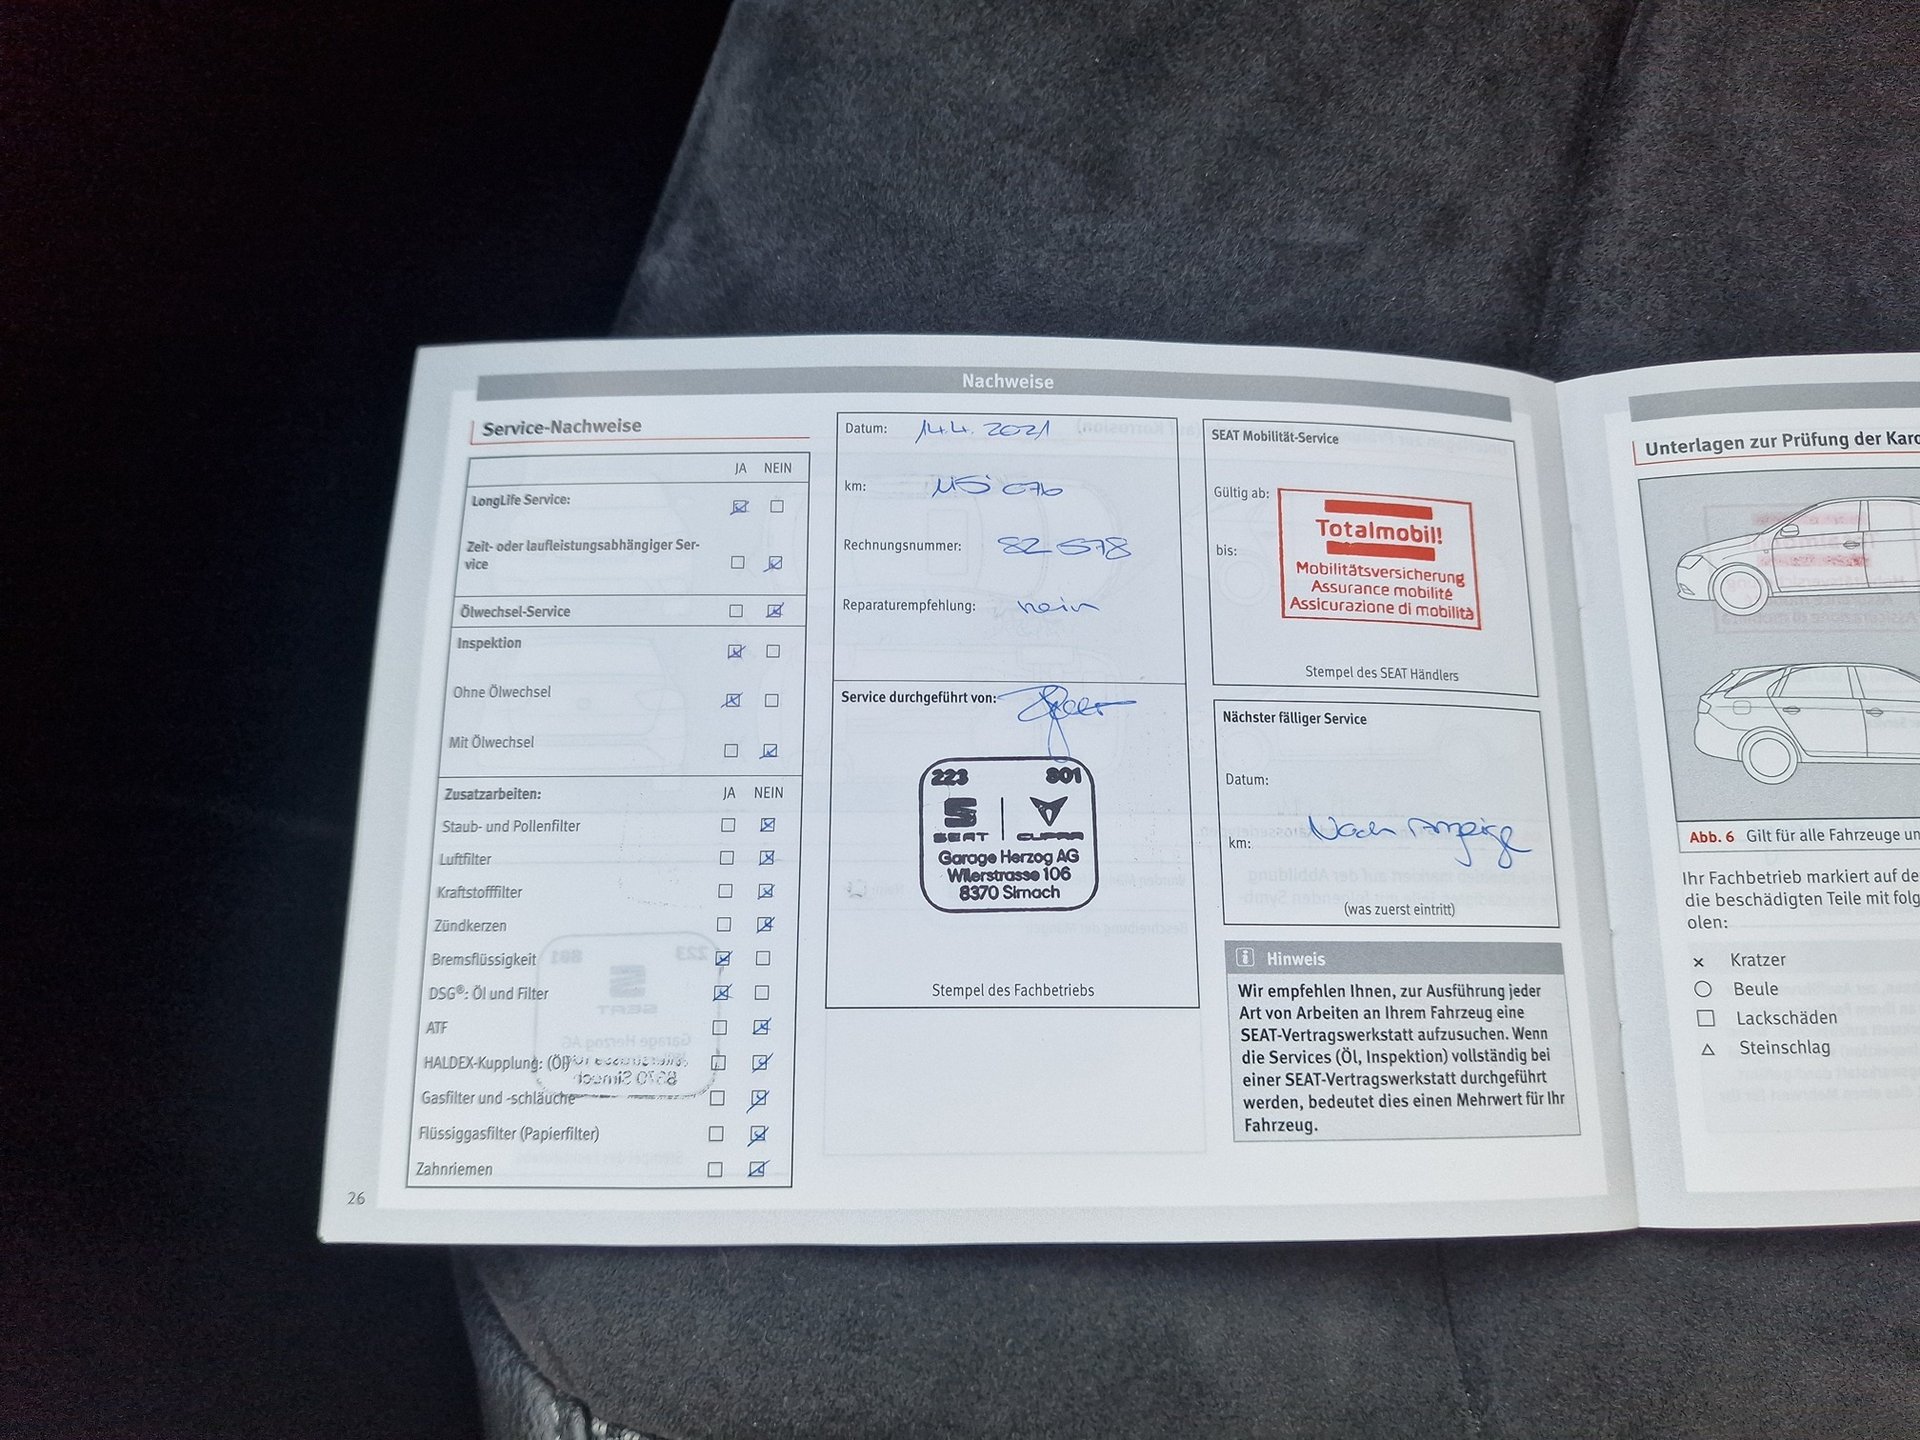 Nachweise
Service-Nachweise
JA NEIN
LongLife Service:
Zeit- oder laufleistungsabhängiger Ser-
vice
Ölwechsel-Service
Inspektion
Ohne Ölwechsel
Mit Ölwechsel
Zusatzarbeiten: JA NEIN
Staub- und Pollenfilter
Luftfilter
Kraftstofffilter
Zündkerzen
Bremsflüssigkeit
DSG®: Öl und Filter
ATF
HALDEX-Kupplung: (Öl)
Gasfilter und -schläuche
Flüssiggasfilter (Papierfilter)
Zahnriemen
26
Datum: 14.4. 2021
km: 115 076
Rechnungsnummer: 82 578
Reparaturempfehlung: nein
Service durchgeführt von:
223 801
SEAT CUPRA
Garage Herzog AG
Wilerstrasse 106
8370 Sirnach
Stempel des Fachbetriebs
SEAT Mobilität-Service
Gültig ab:
bis:
Totalmobil!
Mobilitätsversicherung
Assurance mobilité
Assicurazione di mobilità
Stempel des SEAT Händlers
Nächster fälliger Service
Datum:
km: Nach Anzeige
(was zuerst eintritt)
i Hinweis
Wir empfehlen Ihnen, zur Ausführung jeder
Art von Arbeiten an Ihrem Fahrzeug eine
SEAT-Vertragswerkstatt aufzusuchen. Wenn
die Services (Öl, Inspektion) vollständig bei
einer SEAT-Vertragswerkstatt durchgeführt
werden, bedeutet dies einen Mehrwert für Ihr
Fahrzeug.
Unterlagen zur Prüfung der Karo
Abb. 6 Gilt für alle Fahrzeuge un
Ihr Fachbetrieb markiert auf de
die beschädigten Teile mit folg
olen:
Kratzer
Beule
Lackschäden
Steinschlag